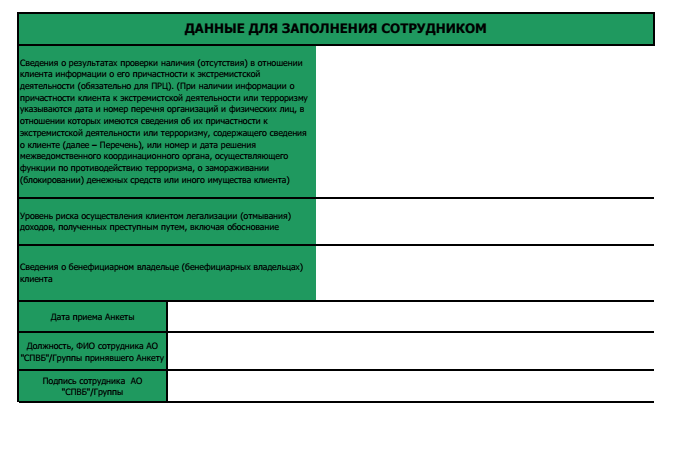 ДАННЫЕ ДЛЯ ЗАПОЛНЕНИЯ СОТРУДНИКОМ
Сведения о результатах проверки наличия (отсутствия) в отношении
клиента информации о его причастности к экстремистской
деятельности (обязательно для ПРЦ). (При наличии информации о
причастности клиента к экстремистской деятельности или терроризму
указываются дата и номер перечня организаций и физических лиц, в
отношении которых имеются сведения об их причастности к
экстремистской деятельности или терроризму, содержащего сведения
о клиенте (далее – Перечень), или номер и дата решения
межведомственного координационного органа, осуществляющего
функции по противодействию терроризма, о замораживании
(блокировании) денежных средств или иного имущества клиента)
Уровень риска осуществления клиентом легализации (отмывания)
доходов, полученных преступным путем, включая обоснование
Сведения о бенефициарном владельце (бенефициарных владельцах)
клиента
Дата приема Анкеты
Должность, ФИО сотрудника АО
"СПВБ"/Группы принявшего Анкету
Подпись сотрудника АО
"СПВБ"/Группы